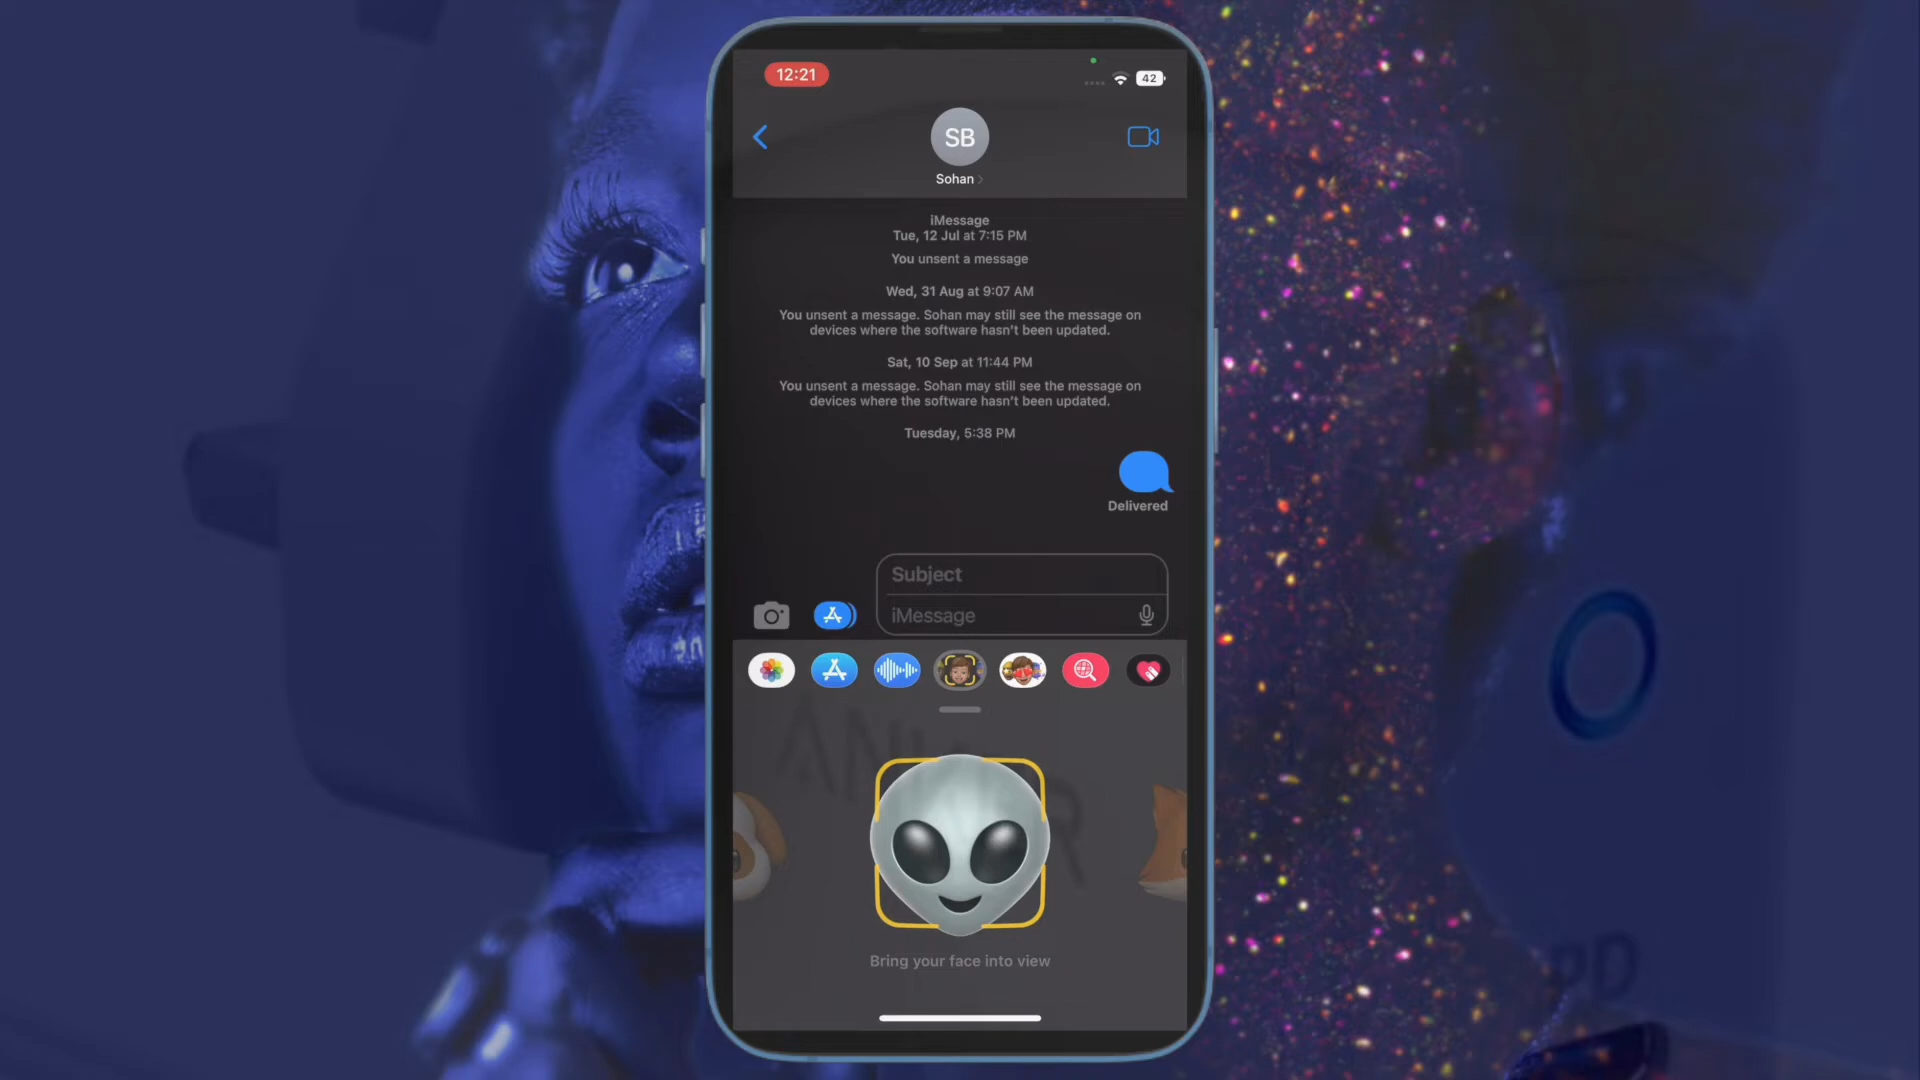 12:21
42
SB
Sohan
iMessage
Tue, 12 Jul at 7:15 PM
You unsent a message
Wed, 31 Aug at 9:07 AM
You unsent a message. Sohan may still see the message on
devices where the software hasn't been updated.
Sat, 10 Sep at 11:44 PM
You unsent a message. Sohan may still see the message on
devices where the software hasn't been updated.
Tuesday, 5:38 PM
Delivered
Subject
iMessage
Bring your face into view
PD